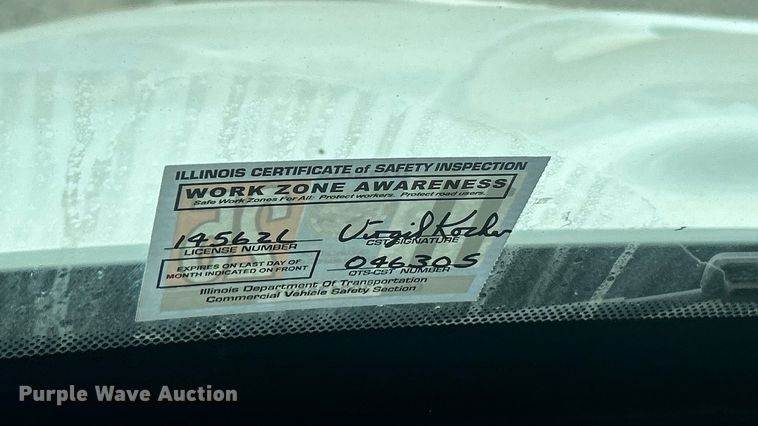 ILLINOIS CERTIFICATE of SAFETY INSPECTION
WORK ZONE AWARENESS
Safe Work Zones For All: Protect workers. Protect road users.
145621 Virgil Kocher
LICENSE NUMBER CST SIGNATURE
EXPIRES ON LAST DAY OF
MONTH INDICATED ON FRONT
046305
OTS-CST NUMBER
Illinois Department Of Transportation
Commercial Vehicle Safety Section
Purple Wave Auction